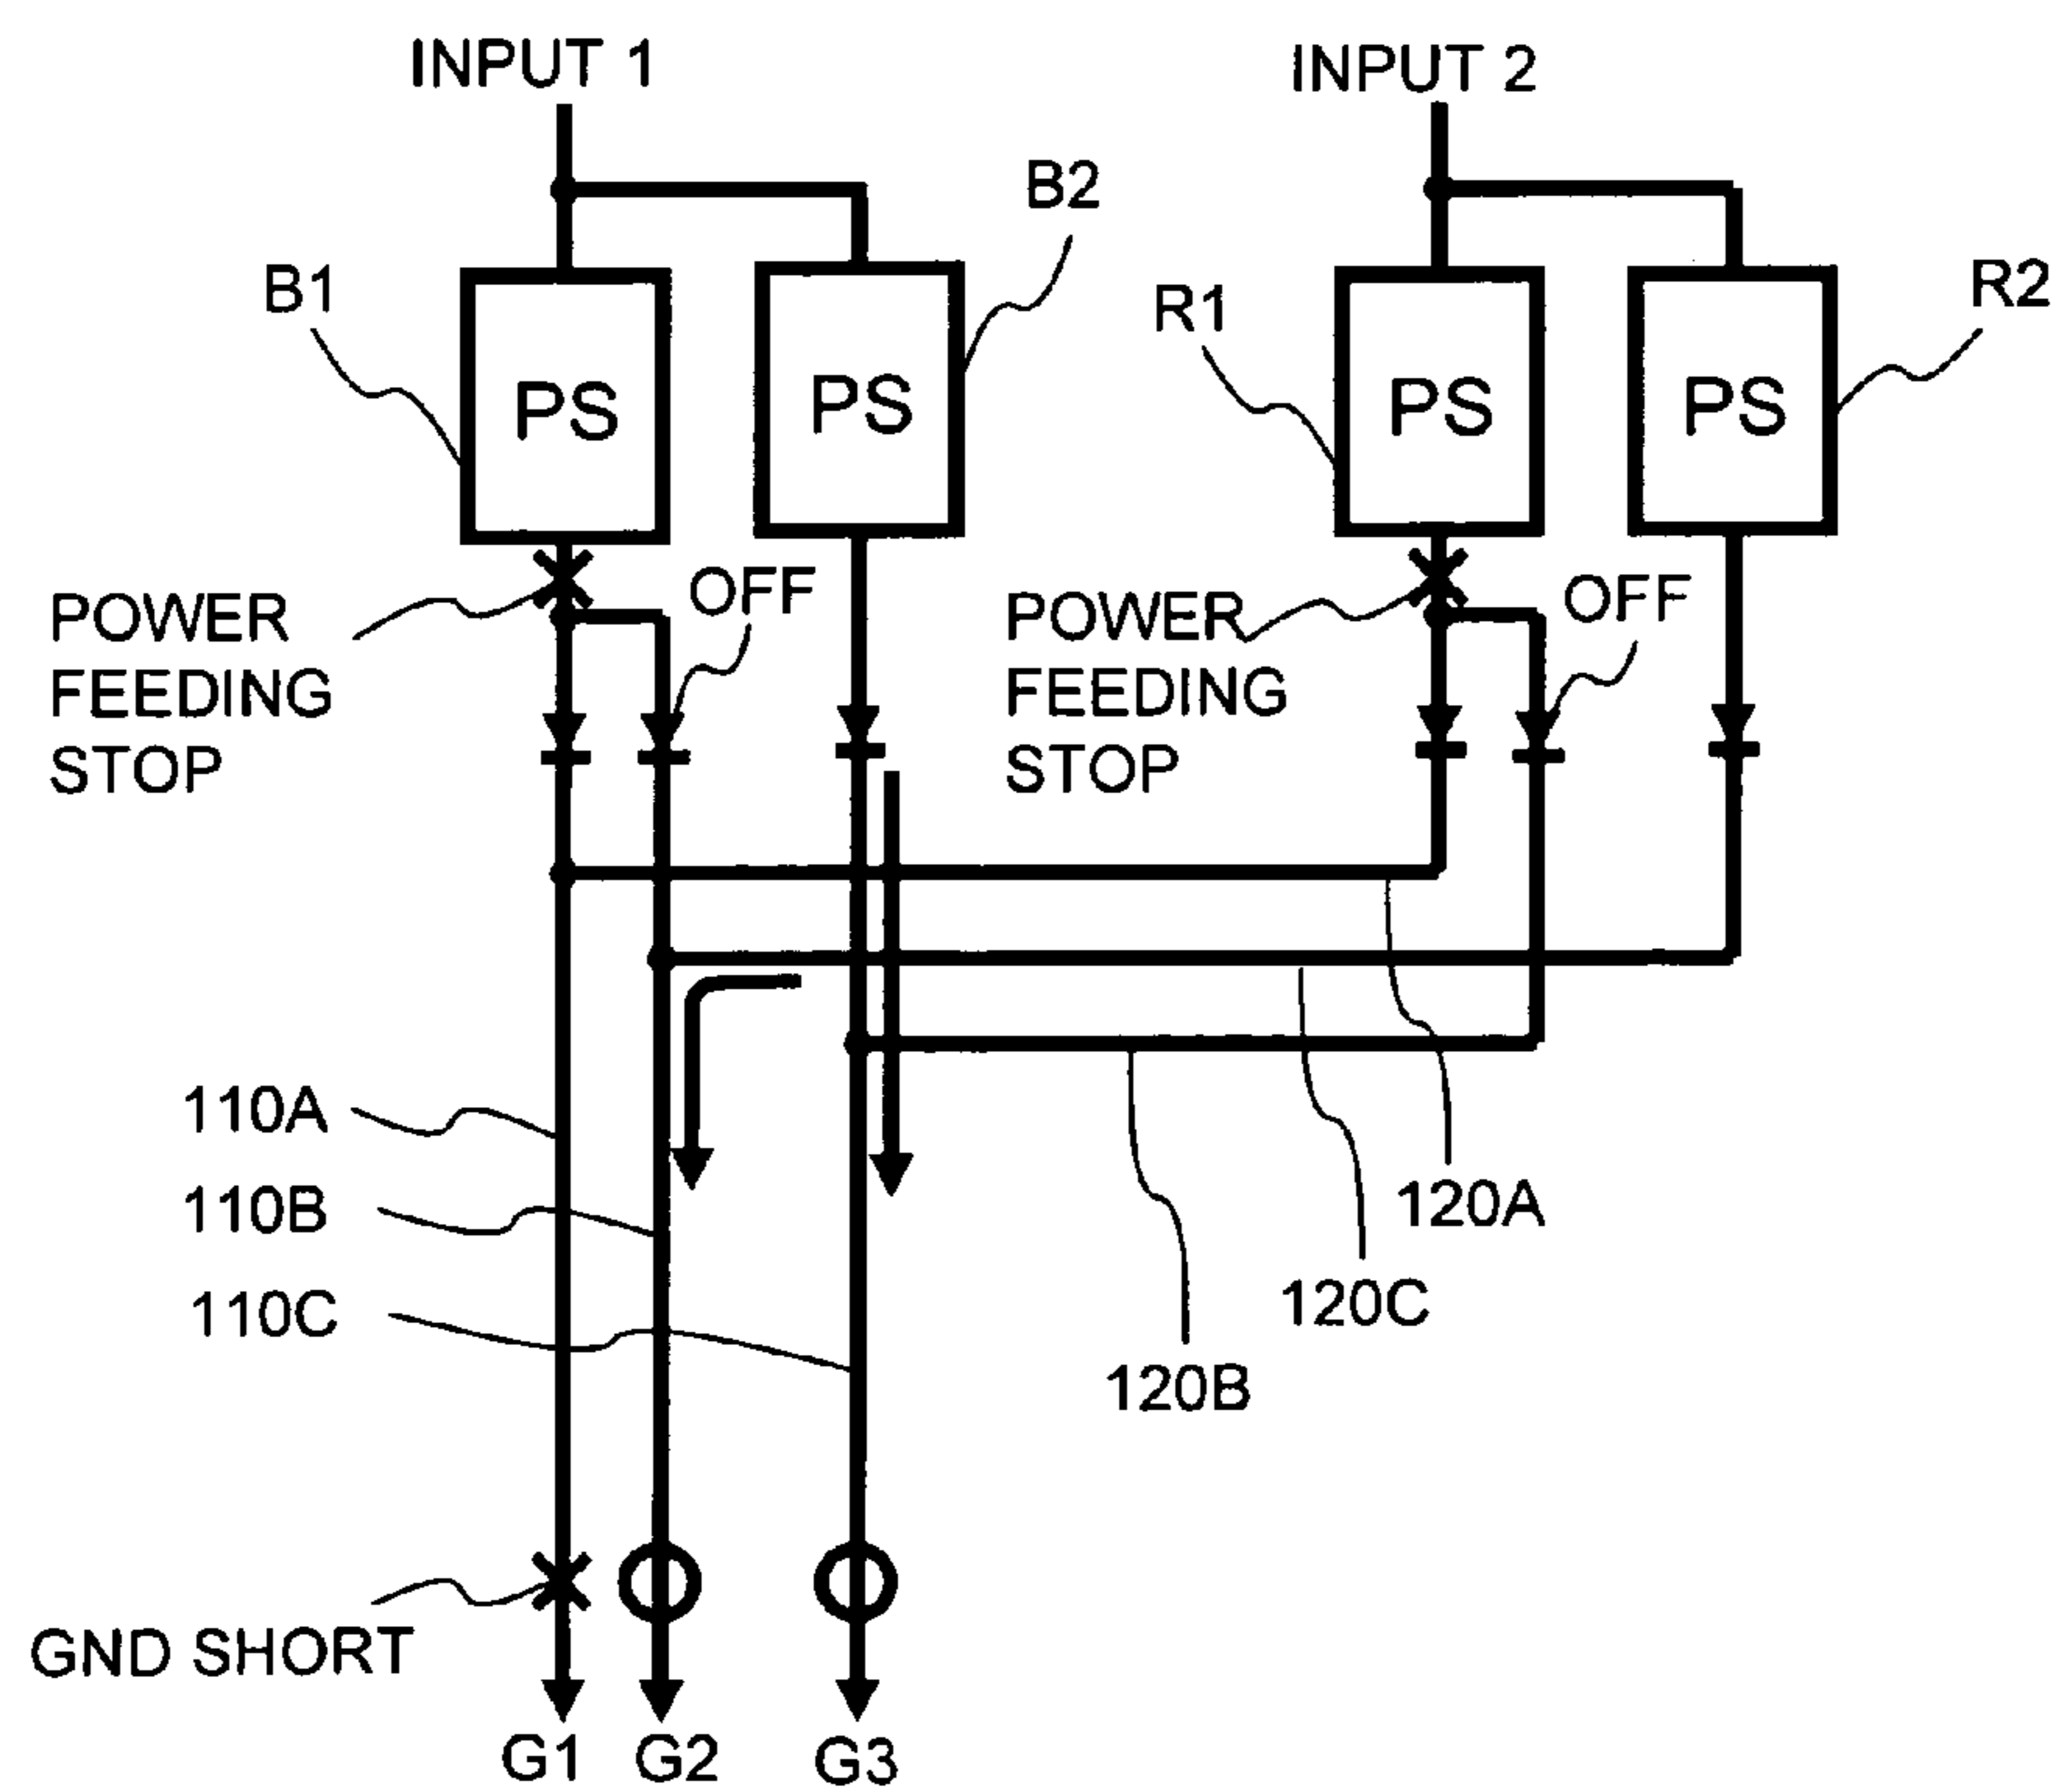 INPUT 1
INPUT 2
B2
B1
R1
R2
PS
PS
PS
PS
OFF
OFF
POWER
FEEDING
STOP
POWER
FEEDING
STOP
110A
110B
110C
120A
120C
120B
GND SHORT
G1
G2
G3